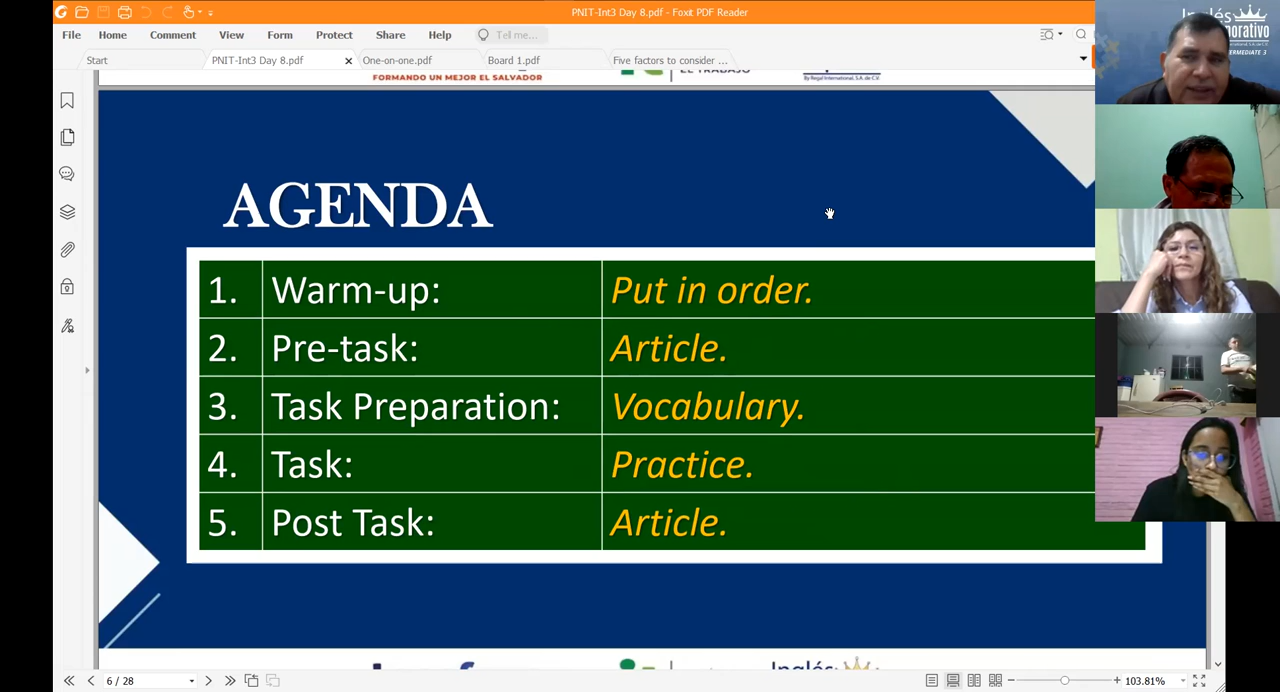 PNIT-Int3 Day 8.pdf - Foxit PDF Reader
File Home Comment View Form Protect Share Help Tell me...
Start PNIT-Int3 Day 8.pdf One-on-one.pdf Board 1.pdf Five factors to consider ...
FORMANDO UN MEJOR EL SALVADOR
EL TRABAJO
By Regal International, S.A. de C.V.
AGENDA
1. Warm-up: Put in order.
2. Pre-task: Article.
3. Task Preparation: Vocabulary.
4. Task: Practice.
5. Post Task: Article.
Inglés
6 / 28
103.81%
Inglés